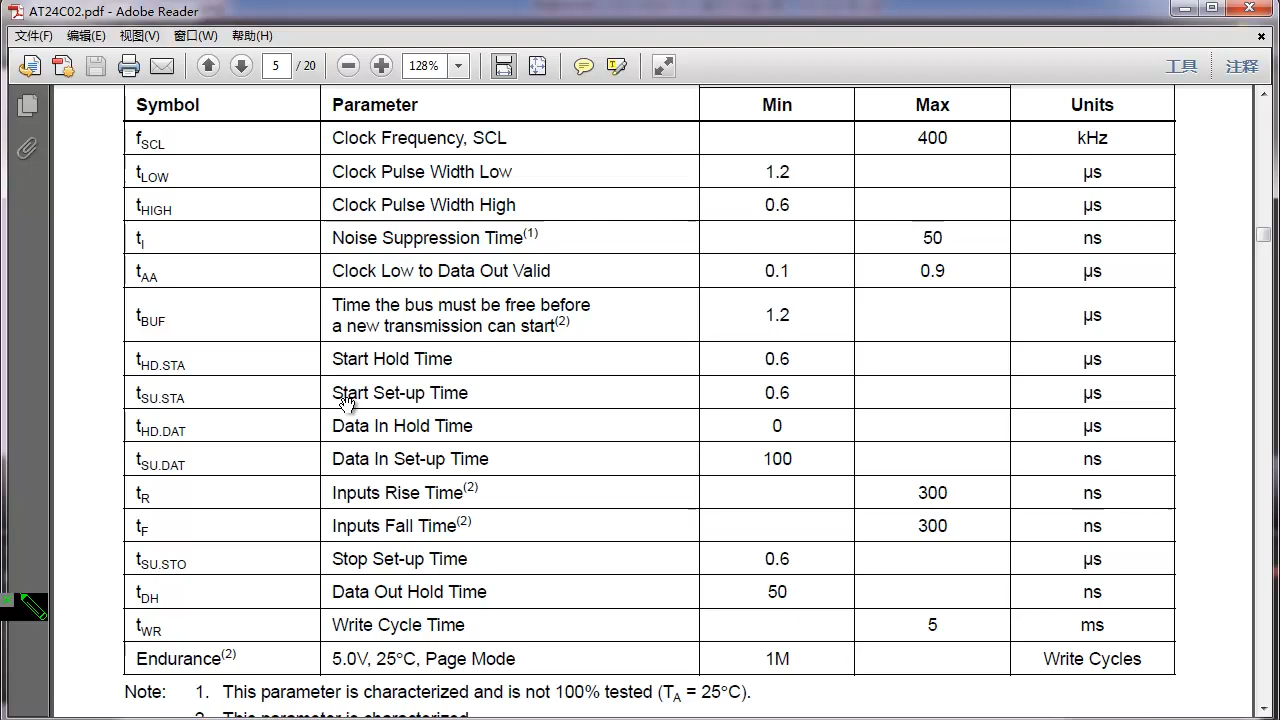 AT24C02.pdf - Adobe Reader
文件(F) 编辑(E) 视图(V) 窗口(W) 帮助(H)
5 / 20 128% 工具 注释
Symbol Parameter Min Max Units
fSCL Clock Frequency, SCL 400 kHz
tLOW Clock Pulse Width Low 1.2 µs
tHIGH Clock Pulse Width High 0.6 µs
tI Noise Suppression Time(1) 50 ns
tAA Clock Low to Data Out Valid 0.1 0.9 µs
tBUF Time the bus must be free before
a new transmission can start(2) 1.2 µs
tHD.STA Start Hold Time 0.6 µs
tSU.STA Start Set-up Time 0.6 µs
tHD.DAT Data In Hold Time 0 µs
tSU.DAT Data In Set-up Time 100 ns
tR Inputs Rise Time(2) 300 ns
tF Inputs Fall Time(2) 300 ns
tSU.STO Stop Set-up Time 0.6 µs
tDH Data Out Hold Time 50 ns
tWR Write Cycle Time 5 ms
Endurance(2) 5.0V, 25°C, Page Mode 1M Write Cycles
Note: 1. This parameter is characterized and is not 100% tested (TA = 25°C).
2. This parameter is characterized